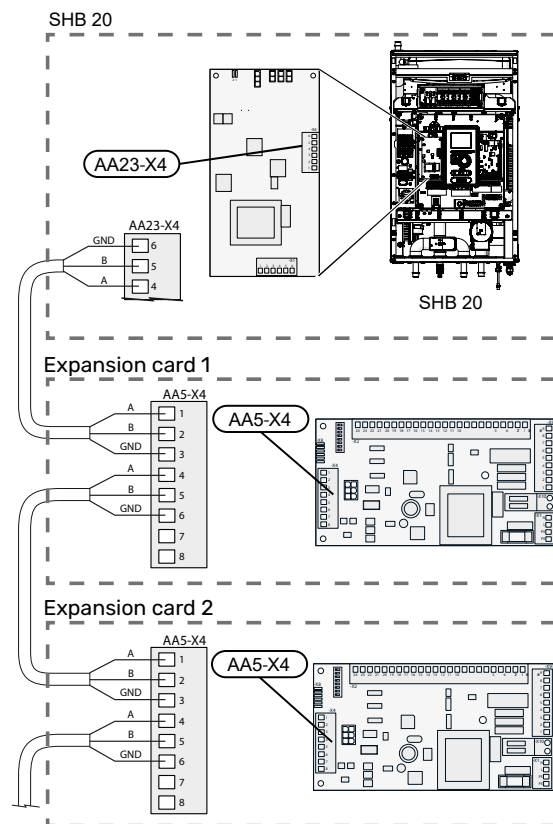 SHB 20
AA23-X4
AA23-X4
GND
6
B
5
A
4
SHB 20
Expansion card 1
AA5-X4
A
1
B
2
GND
3
A
4
B
5
GND
6
7
8
AA5-X4
Expansion card 2
AA5-X4
A
1
B
2
GND
3
A
4
B
5
GND
6
7
8
AA5-X4